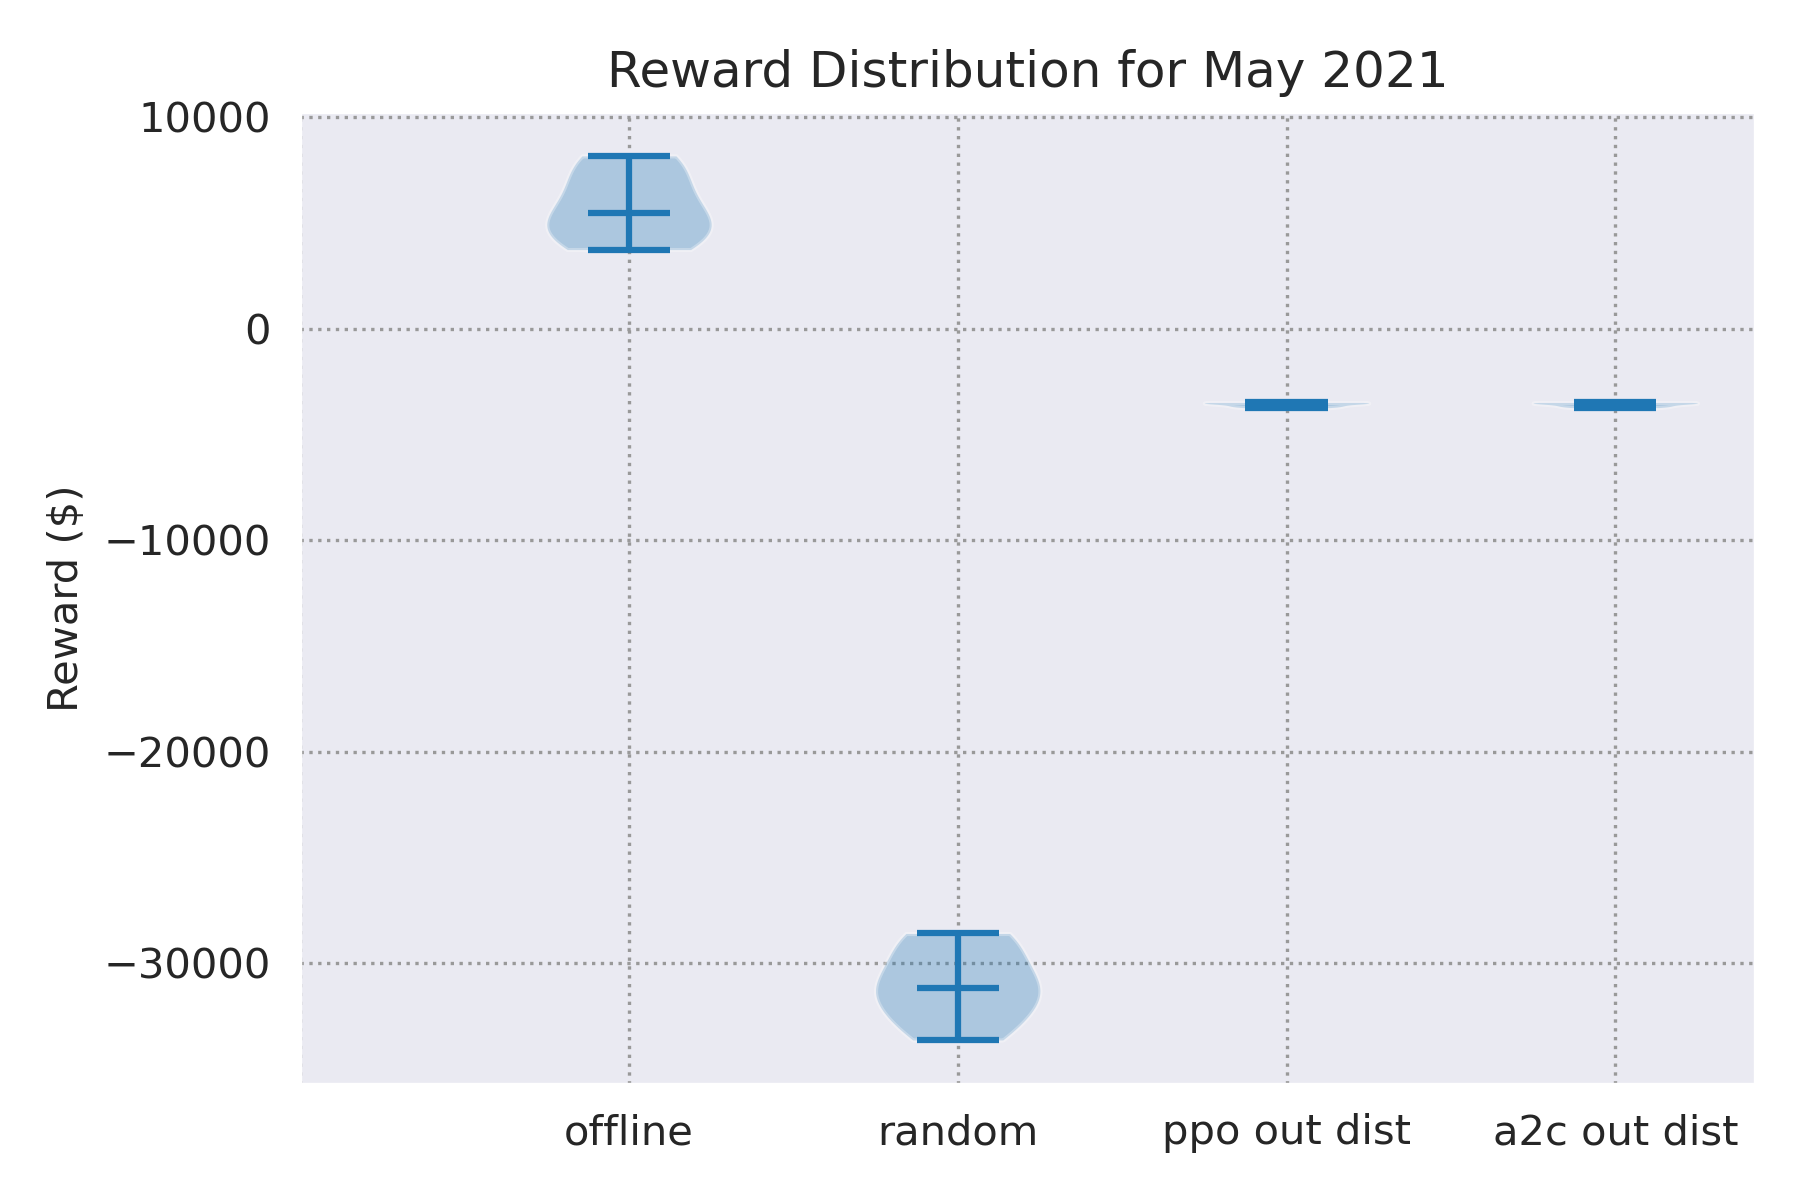 Reward Distribution for May 2021
10000
0
−10000
−20000
−30000
Reward ($)
offline
random
ppo out dist
a2c out dist